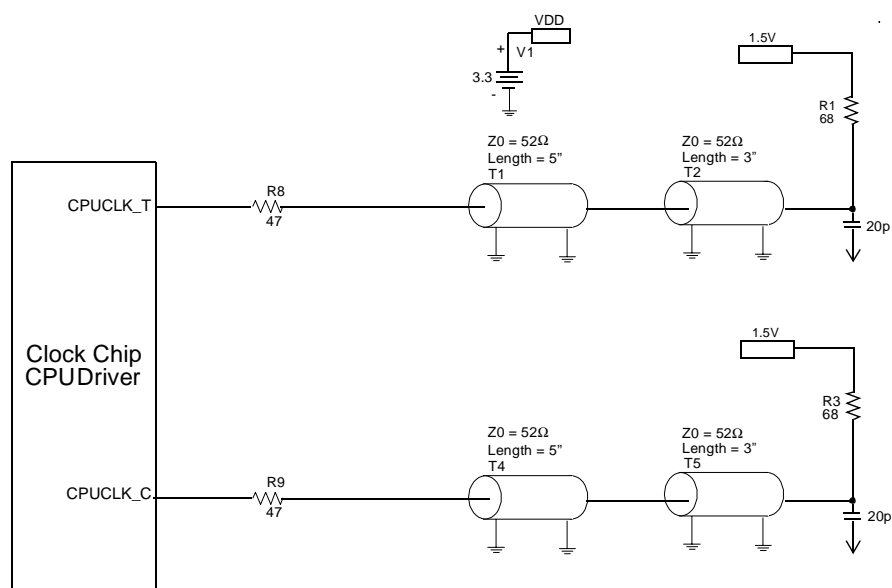 VDD
+ V1
3.3
-
1.5V
R1
68
Z0 = 52Ω
Length = 5”
T1
Z0 = 52Ω
Length = 3”
T2
CPUCLK_T
R8
47
20p
Clock Chip
CPUDriver
1.5V
R3
68
Z0 = 52Ω
Length = 5”
T4
Z0 = 52Ω
Length = 3”
T5
CPUCLK_C
R9
47
20p